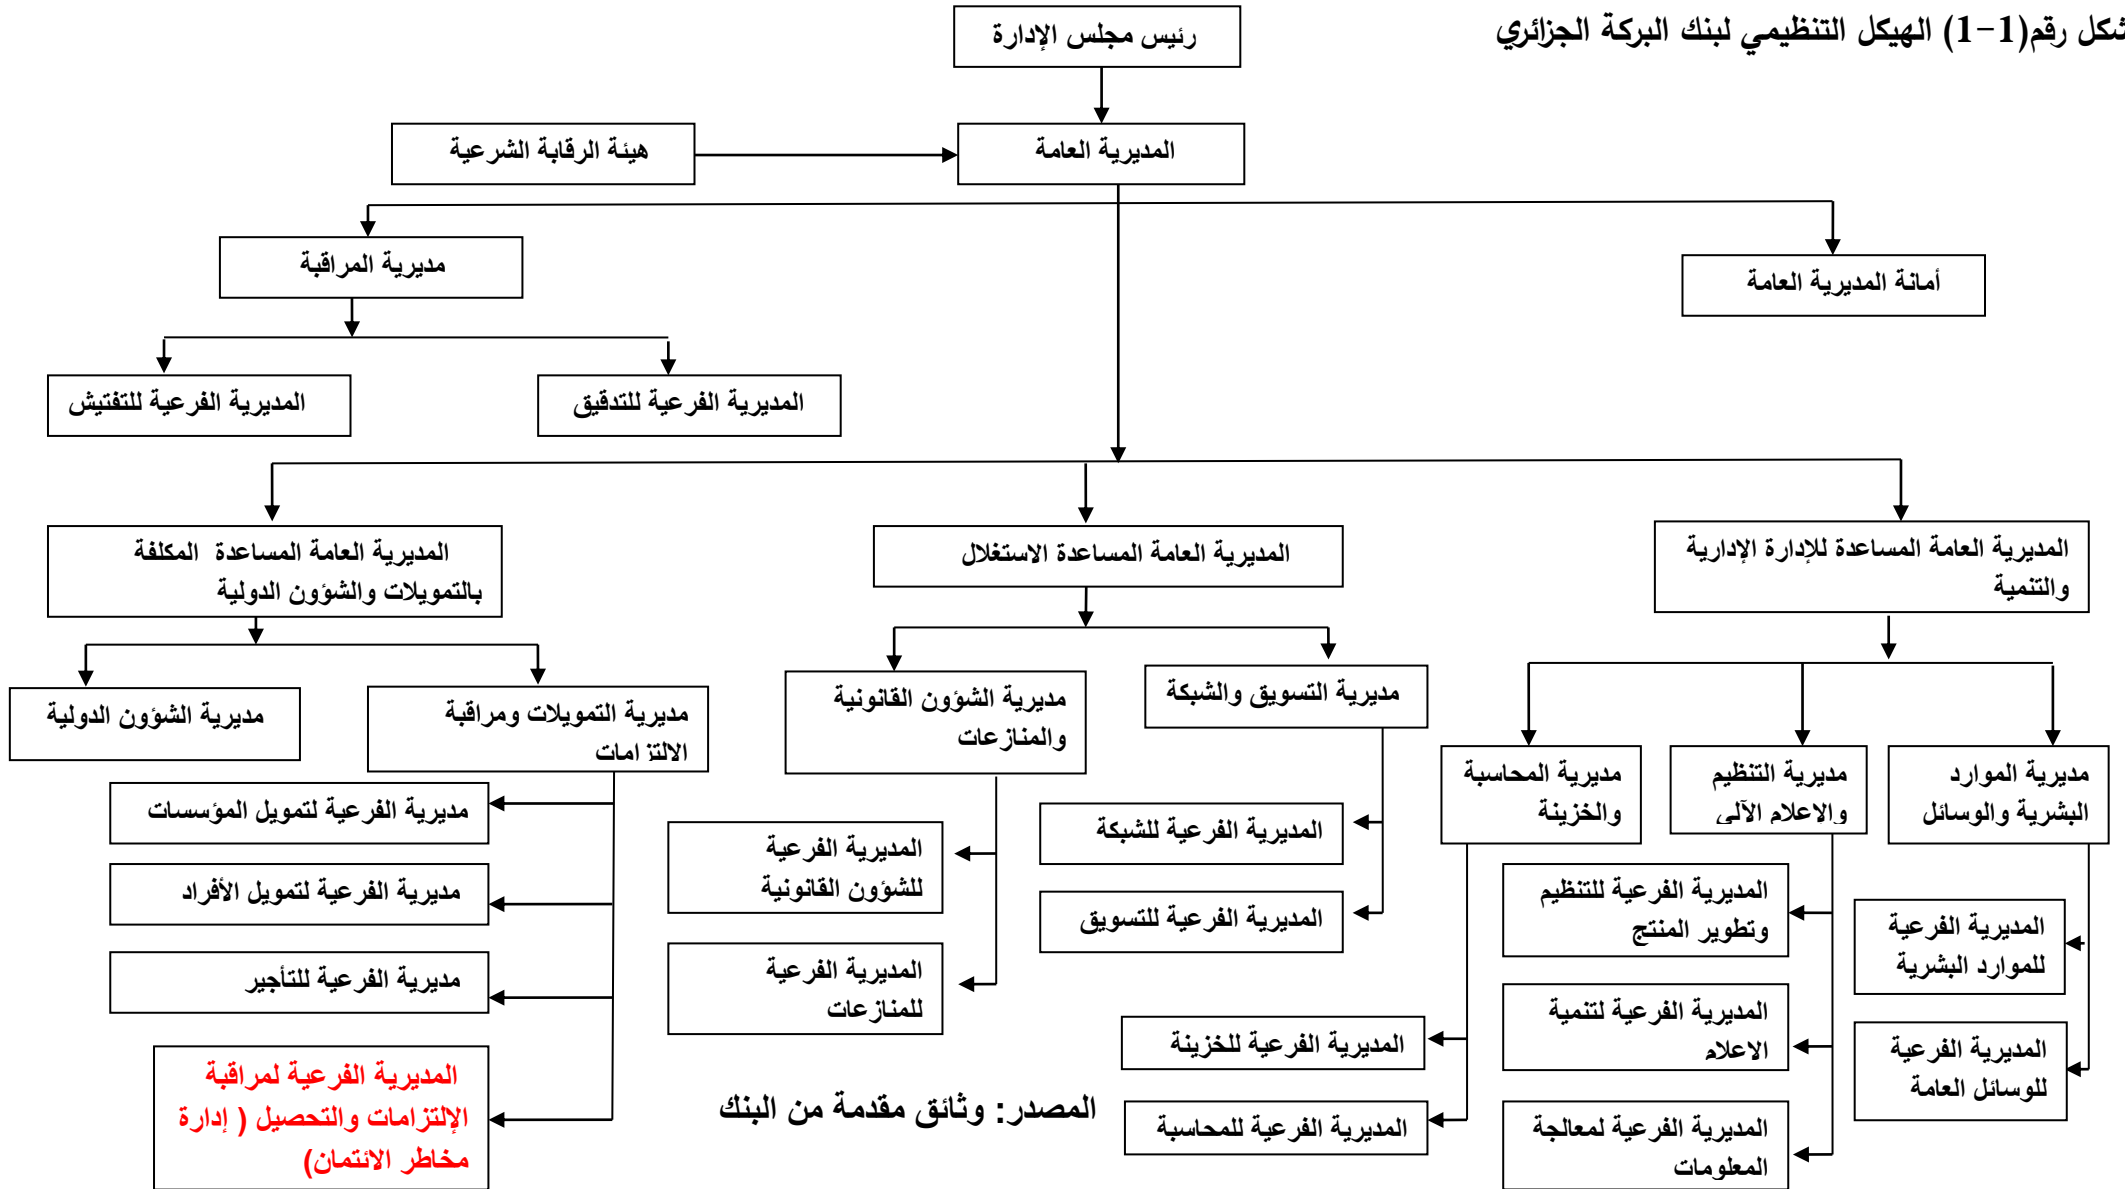 شكل رقم(1-1) الهيكل التنظيمي لبنك البركة الجزائري
رئيس مجلس الإدارة
المديرية العامة
هيئة الرقابة الشرعية
أمانة المديرية العامة
مديرية المراقبة
المديرية الفرعية للتدقيق
المديرية الفرعية للتفتيش
المديرية العامة المساعدة للإدارة الإدارية
والتنمية
المديرية العامة المساعدة الاستغلال
المديرية العامة المساعدة المكلفة
بالتمويلات والشؤون الدولية
مديرية الموارد
البشرية والوسائل
مديرية التنظيم
والاعلام الآلي
مديرية المحاسبة
والخزينة
مديرية التسويق والشبكة
مديرية الشؤون القانونية
والمنازعات
مديرية التمويلات ومراقبة
الالتزامات
مديرية الشؤون الدولية
المديرية الفرعية
للموارد البشرية
المديرية الفرعية
للوسائل العامة
المديرية الفرعية للتنظيم
وتطوير المنتج
المديرية الفرعية لتنمية
الاعلام
المديرية الفرعية لمعالجة
المعلومات
المديرية الفرعية للخزينة
المديرية الفرعية للمحاسبة
المديرية الفرعية للشبكة
المديرية الفرعية للتسويق
المديرية الفرعية
للشؤون القانونية
المديرية الفرعية
للمنازعات
مديرية الفرعية لتمويل المؤسسات
مديرية الفرعية لتمويل الأفراد
مديرية الفرعية للتأجير
المديرية الفرعية لمراقبة
الإلتزامات والتحصيل ( إدارة
مخاطر الائتمان)
المصدر: وثائق مقدمة من البنك